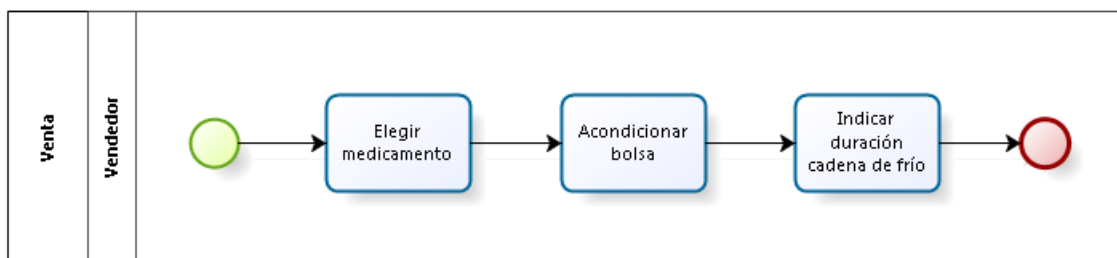 Venta
Vendedor
Elegir
medicamento
Acondicionar
bolsa
Indicar
duración
cadena de frío